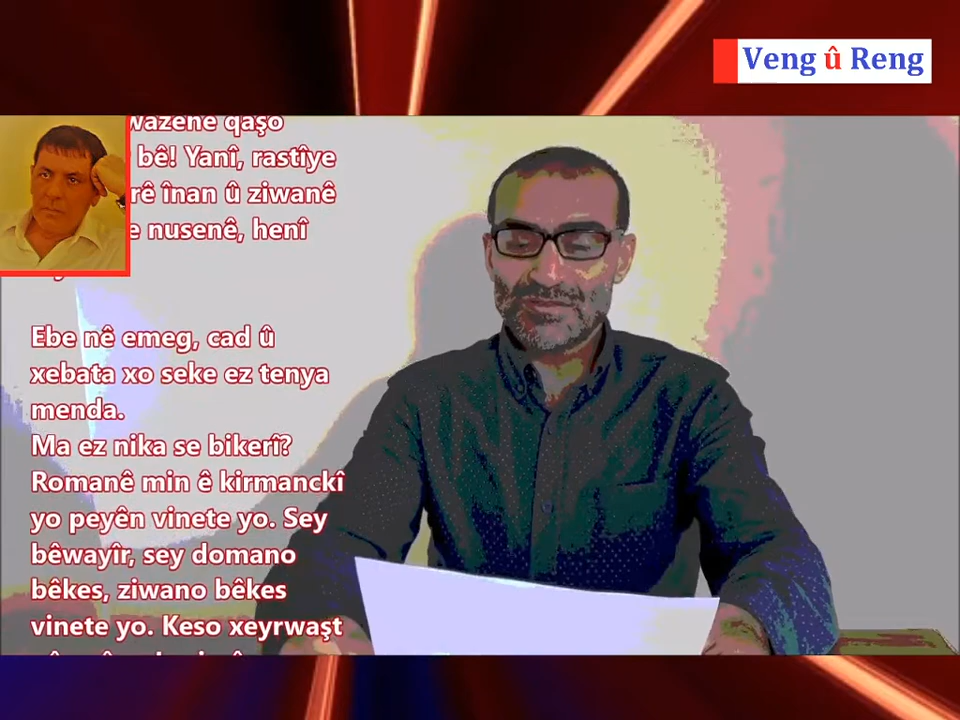 Veng û Reng
wazenê qaşo
bê! Yanî, rastîye
rê înan û ziwanê
e nusenê, henî
Ebe nê emeg, cad û
xebata xo seke ez tenya
menda.
Ma ez nika se bikerî?
Romanê min ê kirmanckî
yo peyên vinete yo. Sey
bêwayîr, sey domano
bêkes, ziwano bêkes
vinete yo. Keso xeyrwaşt